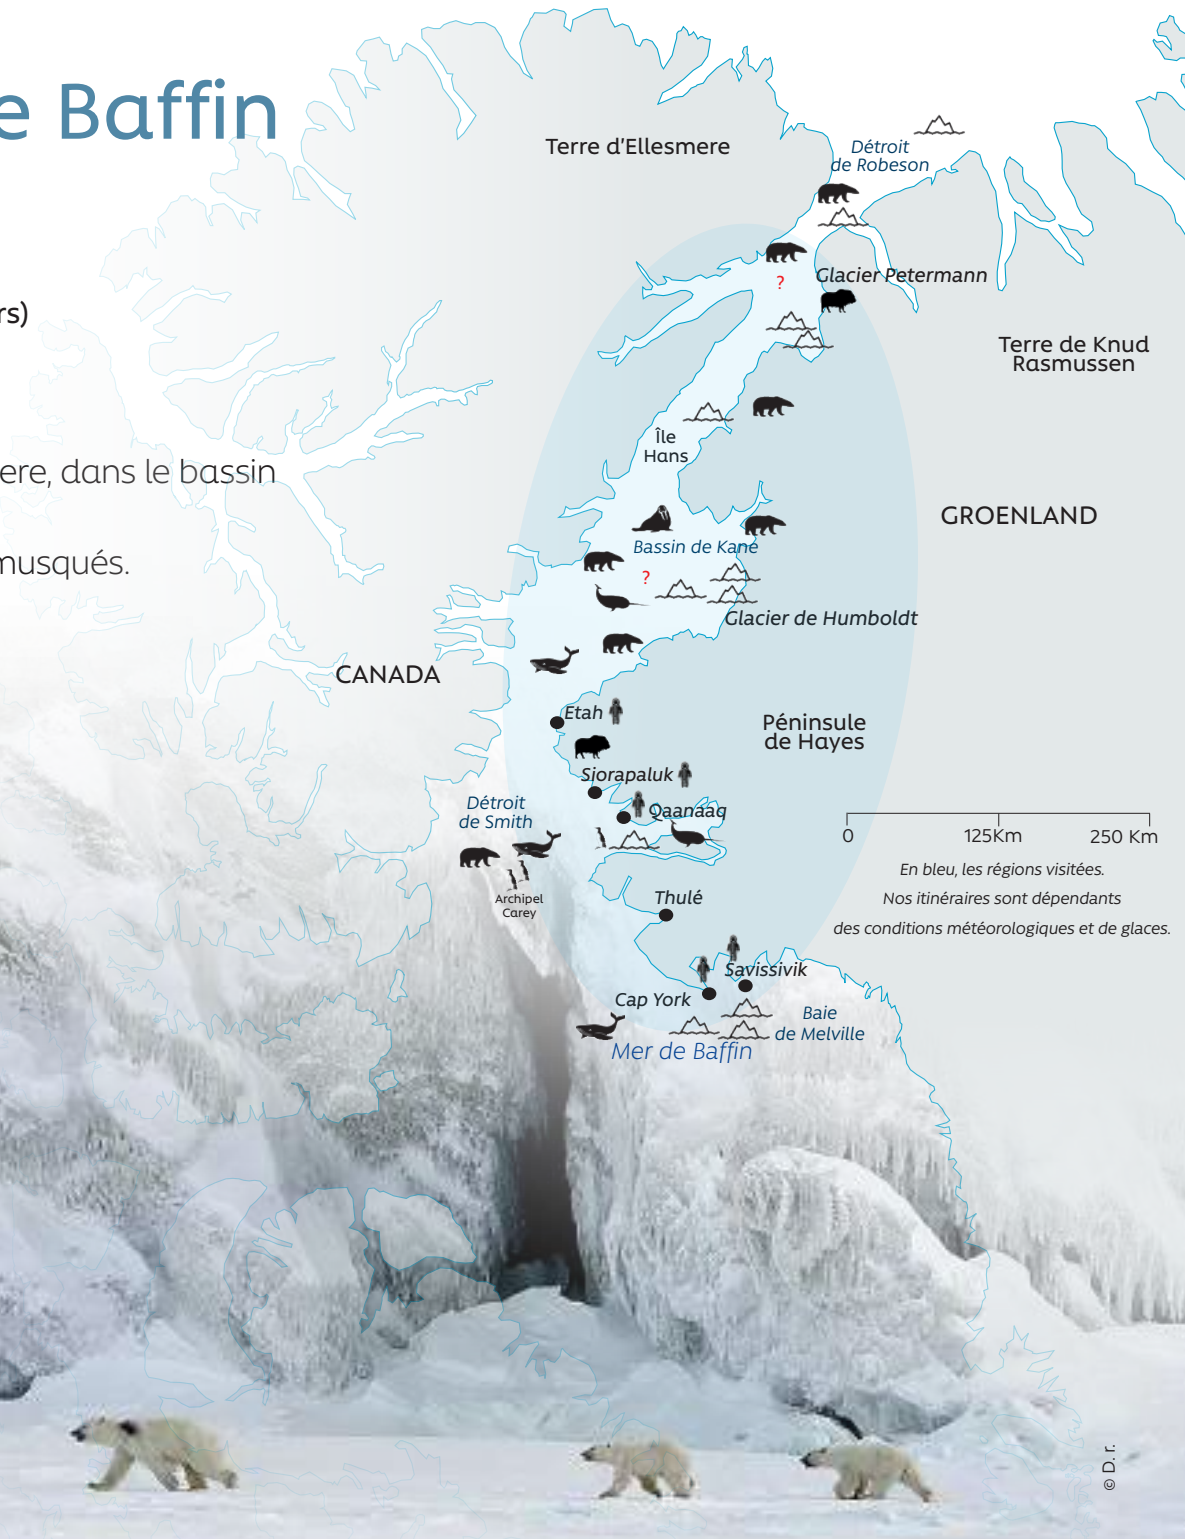 e Baffin
Terre d'Ellesmere
Détroit
de Robeson
Glacier Petermann
?
rs)
Terre de Knud
Rasmussen
Île
Hans
ere, dans le bassin
GROENLAND
Bassin de Kane
musqués.
?
Glacier de Humboldt
CANADA
Etah
Péninsule
de Hayes
Siorapaluk
Détroit
de Smith
Qaanaaq
0 125Km 250 Km
En bleu, les régions visitées.
Nos itinéraires sont dépendants
des conditions météorologiques et de glaces.
Archipel
Carey
Thulé
Savissivik
Cap York
Baie
de Melville
Mer de Baffin
© D. r.